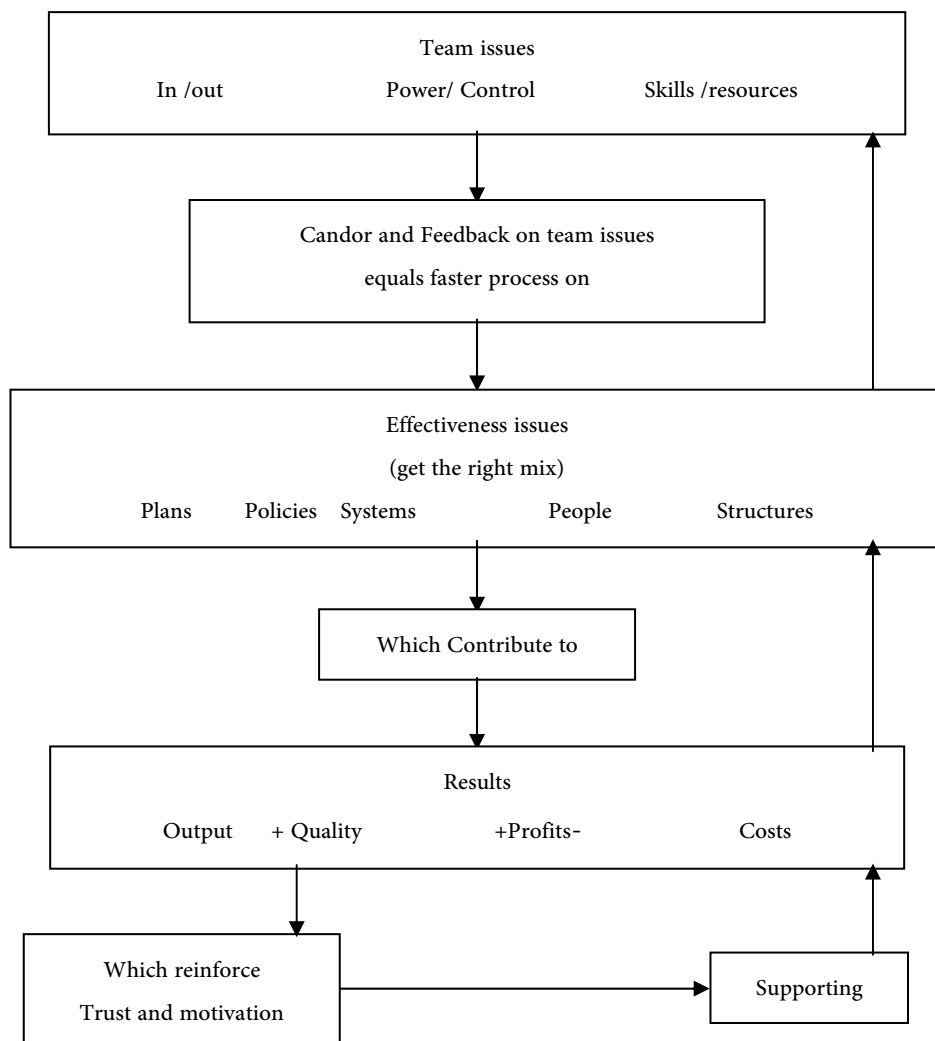 Team issues
In /out Power/ Control Skills /resources
Candor and Feedback on team issues
equals faster process on
Effectiveness issues
(get the right mix)
Plans Policies Systems People Structures
Which Contribute to
Results
Output + Quality +Profits- Costs
Which reinforce
Trust and motivation
Supporting